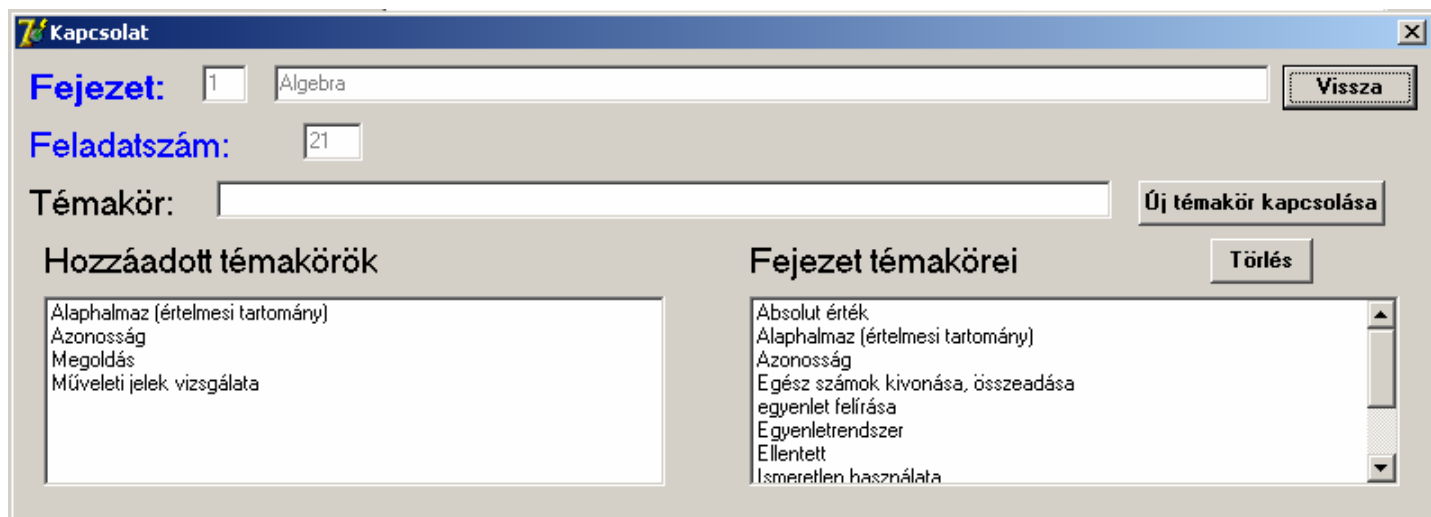 Kapcsolat
Fejezet: 1 Algebra Vissza
Feladatszám: 21
Témakör: Új témakör kapcsolása
Hozzáadott témakörök
Fejezet témakörei Törlés
Alaphalmaz (értelmesi tartomány)
Azonosság
Megoldás
Műveleti jelek vizsgálata
Absolut érték
Alaphalmaz (értelmesi tartomány)
Azonosság
Egész számok kivonása, összeadása
egyenlet felírása
Egyenletrendszer
Ellentett
Ismeretlen használata